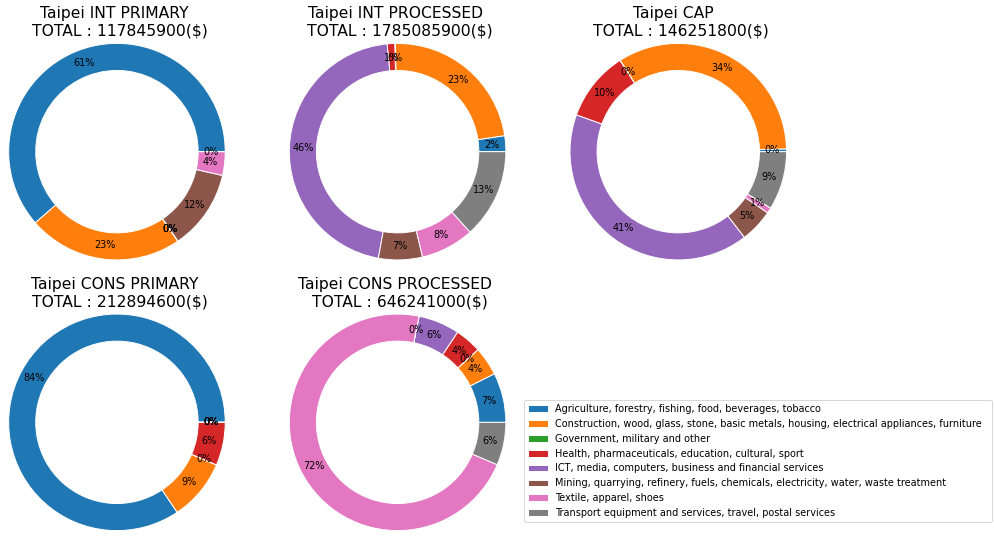 Taipei INT PRIMARY
TOTAL : 117845900($)
61%
0%
4%
12%
0%
0%
23%
Taipei INT PROCESSED
TOTAL : 1785085900($)
1%
0%
23%
2%
46%
13%
8%
7%
Taipei CAP
TOTAL : 146251800($)
34%
0%
10%
0%
9%
1%
5%
41%
Taipei CONS PRIMARY
TOTAL : 212894600($)
84%
0%
0%
6%
0%
9%
Taipei CONS PROCESSED
TOTAL : 646241000($)
0%
6%
4%
0%
4%
7%
6%
72%
Agriculture, forestry, fishing, food, beverages, tobacco
Construction, wood, glass, stone, basic metals, housing, electrical appliances, furniture
Government, military and other
Health, pharmaceuticals, education, cultural, sport
ICT, media, computers, business and financial services
Mining, quarrying, refinery, fuels, chemicals, electricity, water, waste treatment
Textile, apparel, shoes
Transport equipment and services, travel, postal services